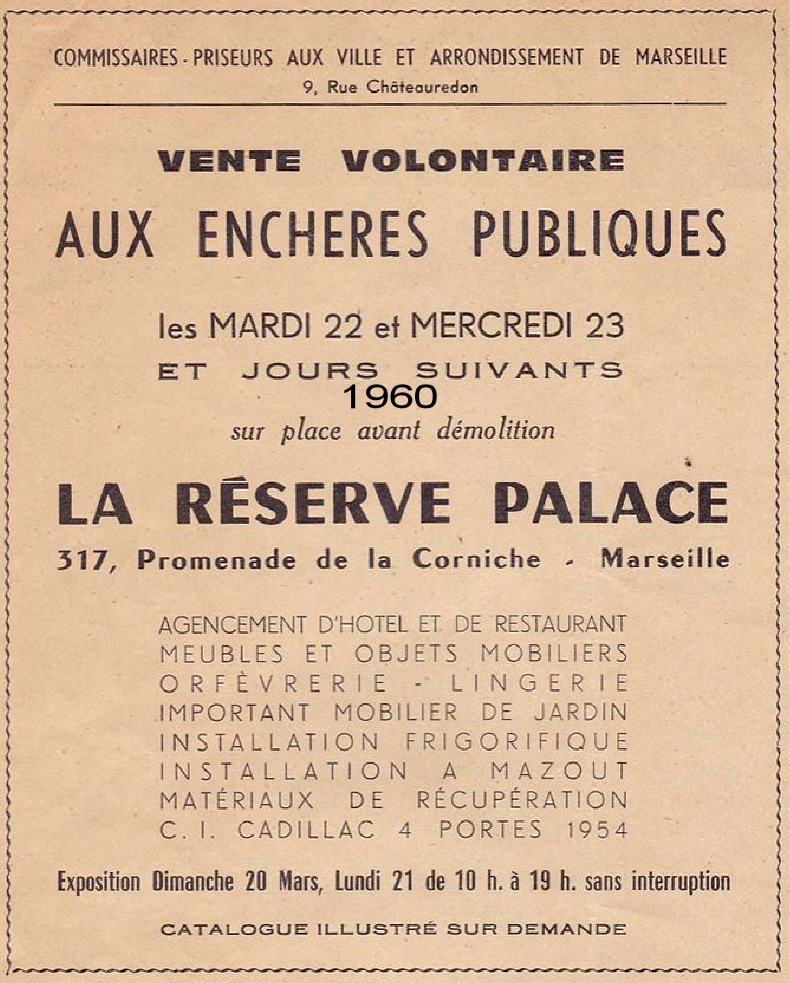 COMMISSAIRES-PRISEURS AUX VILLE ET ARRONDISSEMENT DE MARSEILLE
9, Rue Châteauredon
VENTE VOLONTAIRE
AUX ENCHERES PUBLIQUES
les MARDI 22 et MERCREDI 23
ET JOURS SUIVANTS
1960
sur place avant démolition
LA RÉSERVE PALACE
317, Promenade de la Corniche - Marseille
AGENCEMENT D'HOTEL ET DE RESTAURANT
MEUBLES ET OBJETS MOBILIERS
ORFÈVRERIE - LINGERIE
IMPORTANT MOBILIER DE JARDIN
INSTALLATION FRIGORIFIQUE
INSTALLATION A MAZOUT
MATÉRIAUX DE RÉCUPÉRATION
C. I. CADILLAC 4 PORTES 1954
Exposition Dimanche 20 Mars, Lundi 21 de 10 h. à 19 h. sans interruption
CATALOGUE ILLUSTRÉ SUR DEMANDE